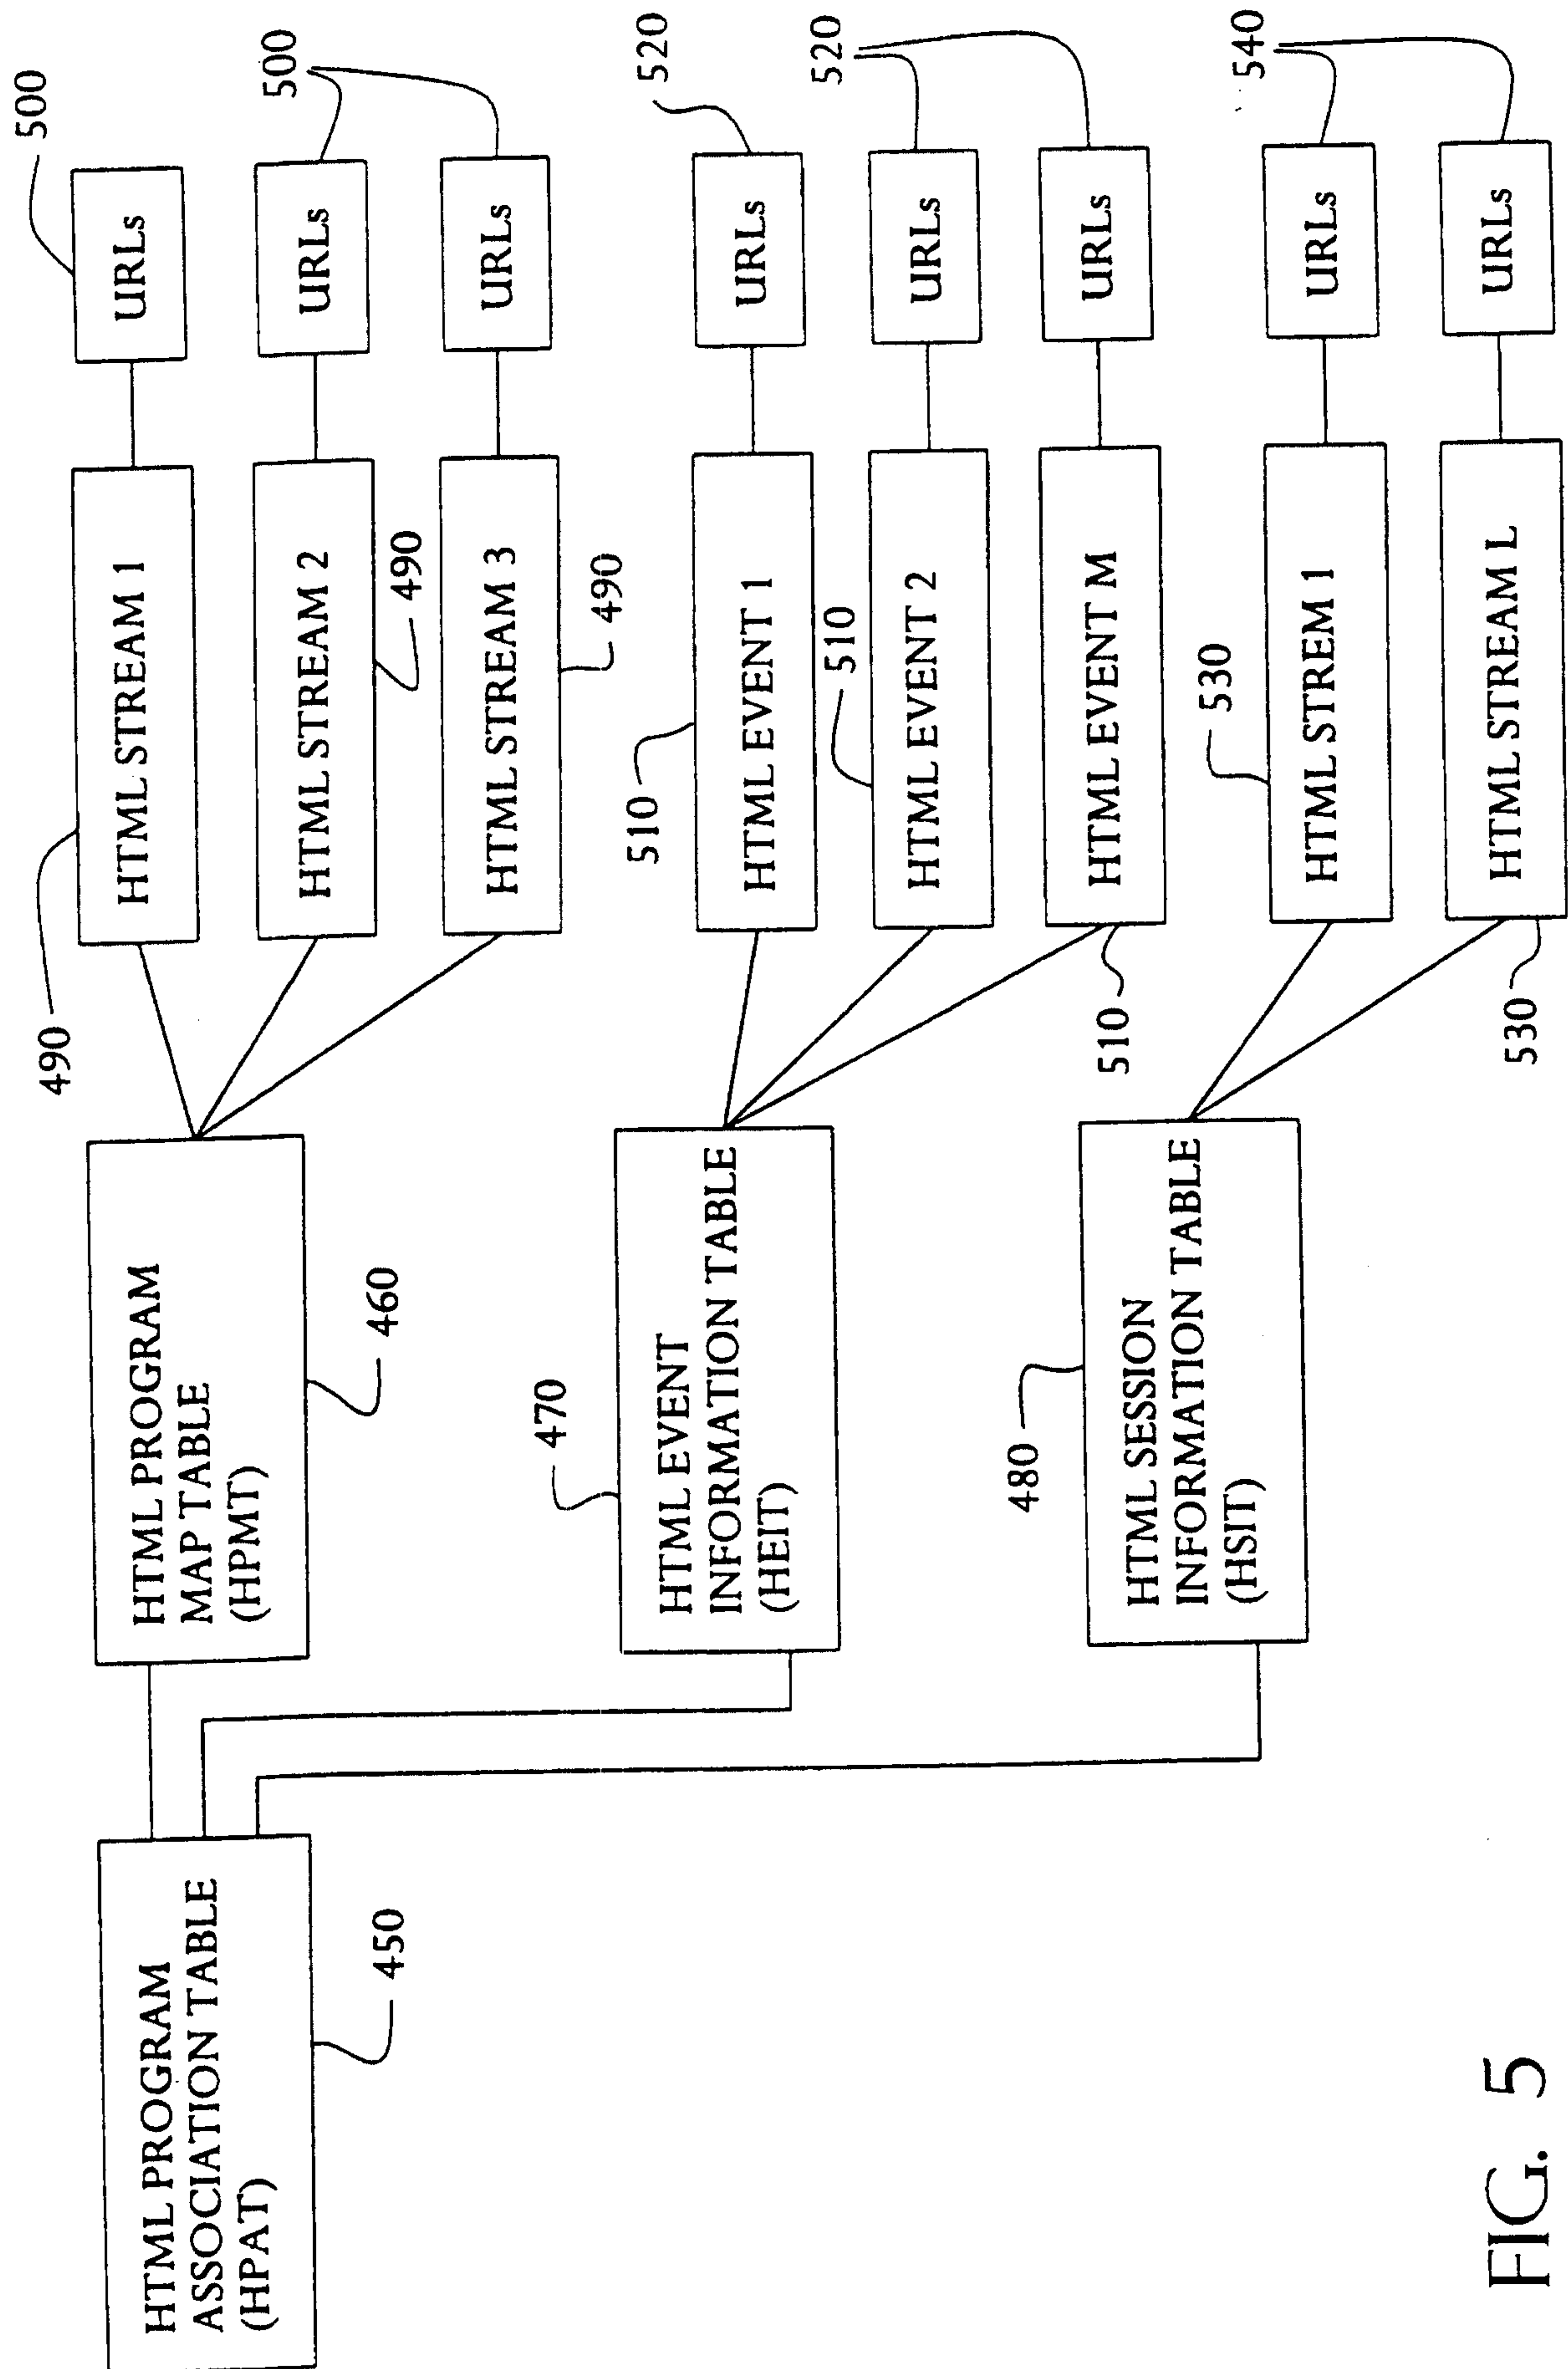 HTML PROGRAM
ASSOCIATION TABLE
(HPAT)
450
HTML PROGRAM
MAP TABLE
(HPMT)
460
HTML EVENT
INFORMATION TABLE
(HEIT)
470
HTML SESSION
INFORMATION TABLE
(HSIT)
480
490
HTML STREAM 1
URLs
500
HTML STREAM 2
490
URLs
500
HTML STREAM 3
490
URLs
510
HTML EVENT 1
URLs
520
510
HTML EVENT 2
URLs
520
HTML EVENT M
510
URLs
530
HTML STREM 1
URLs
540
HTML STREAM L
530
URLs
FIG. 5